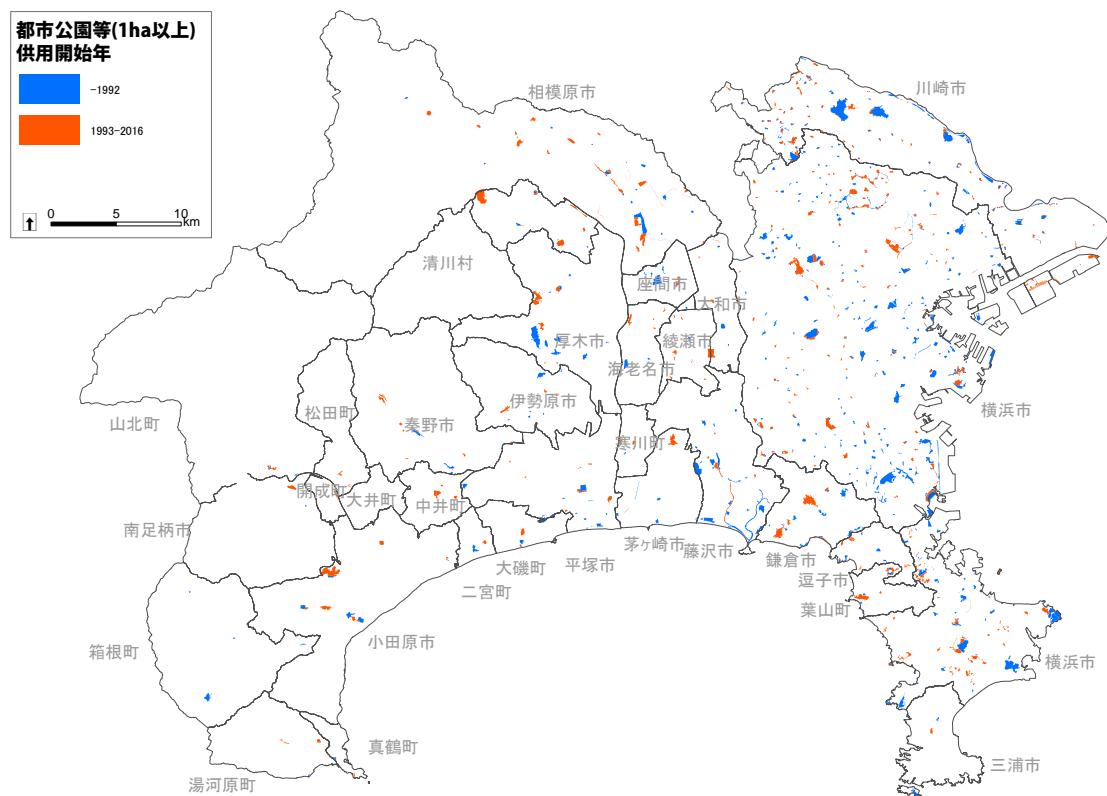 都市公園等(1ha以上)
供用開始年
-1992
1993-2016
0 5 10
km
相模原市
川崎市
清川村
座間市
大和市
厚木市
綾瀬市
海老名市
伊勢原市
横浜市
松田町
山北町
秦野市
寒川町
開成町
大井町
中井町
南足柄市
茅ヶ崎市
藤沢市
鎌倉市
大磯町
平塚市
二宮町
逗子市
葉山町
小田原市
箱根町
横浜市
真鶴町
三浦市
湯河原町